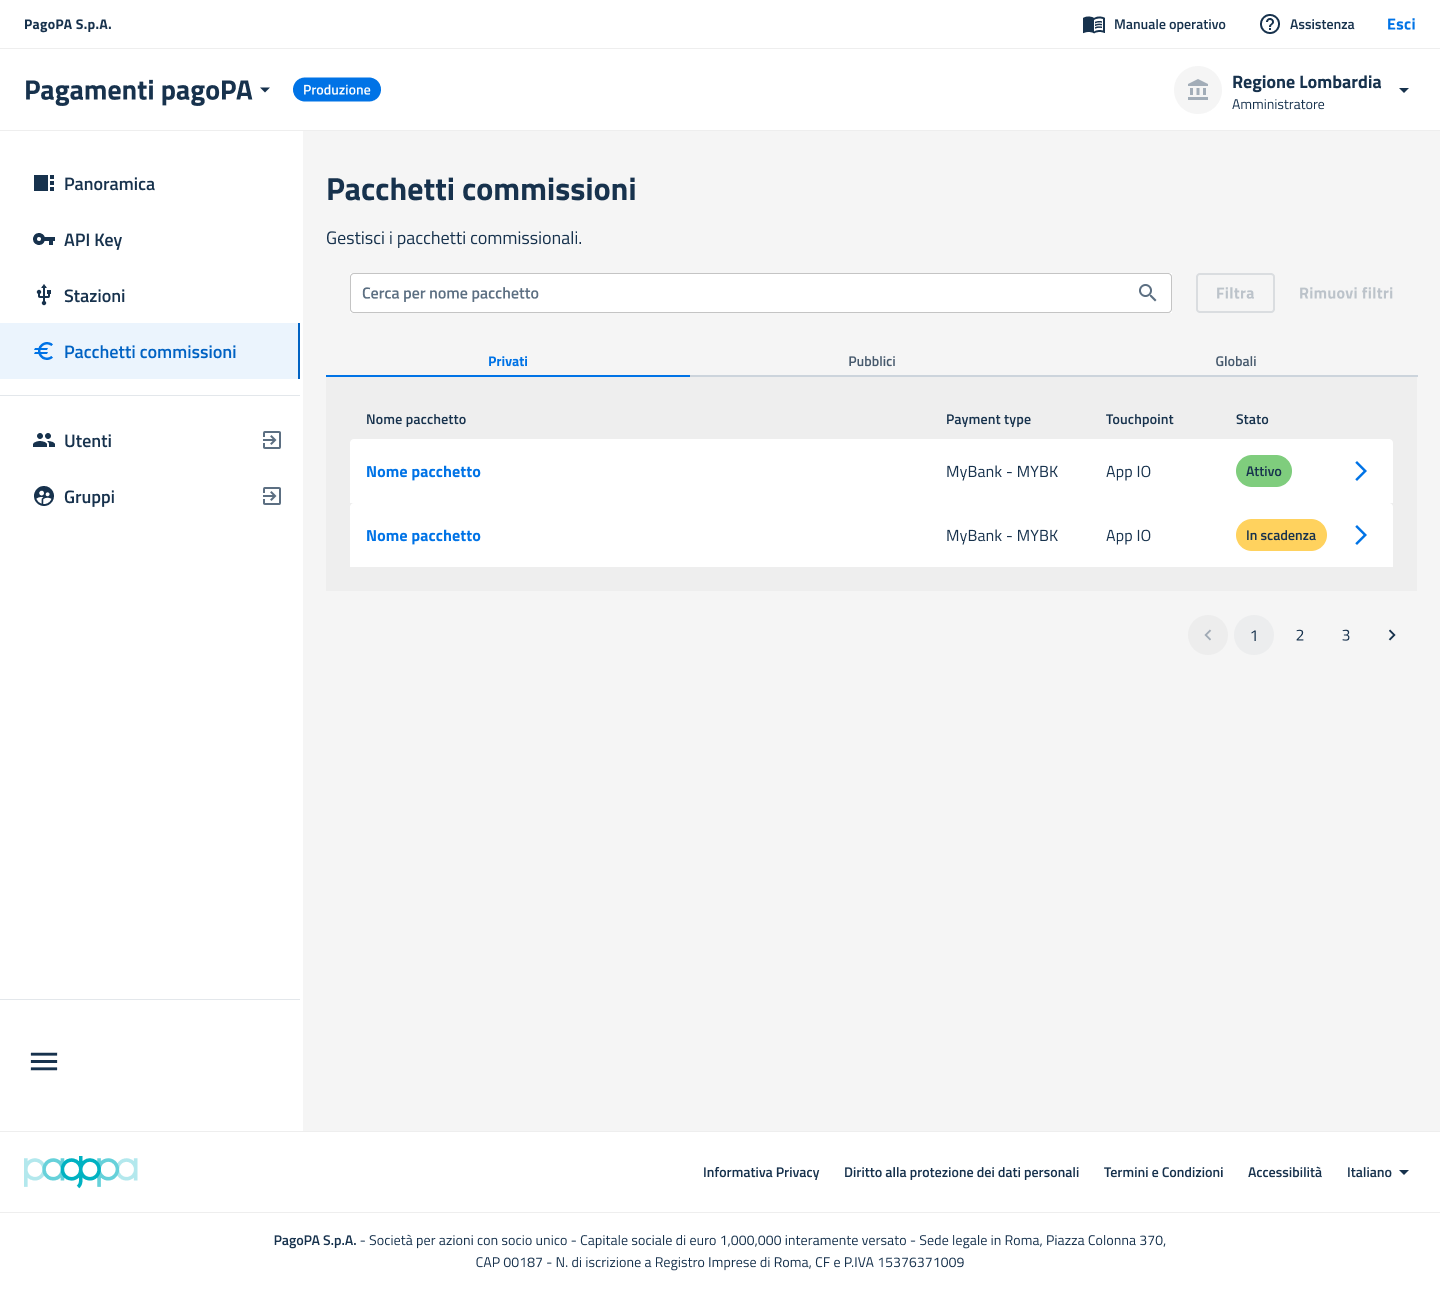 PagoPA S.p.A.
Manuale operativo
Assistenza
Esci
Pagamenti pagoPA
Produzione
Regione Lombardia
Amministratore
Panoramica
API Key
Stazioni
Pacchetti commissioni
Utenti
Gruppi
Pacchetti commissioni
Gestisci i pacchetti commissionali.
Cerca per nome pacchetto
Filtra
Rimuovi filtri
Privati
Pubblici
Globali
Nome pacchetto Payment type Touchpoint Stato
Nome pacchetto MyBank - MYBK App IO Attivo
Nome pacchetto MyBank - MYBK App IO In scadenza
1 2 3
pagopa
Informativa Privacy
Diritto alla protezione dei dati personali
Termini e Condizioni
Accessibilità
Italiano
PagoPA S.p.A. - Società per azioni con socio unico - Capitale sociale di euro 1,000,000 interamente versato - Sede legale in Roma, Piazza Colonna 370,
CAP 00187 - N. di iscrizione a Registro Imprese di Roma, CF e P.IVA 15376371009